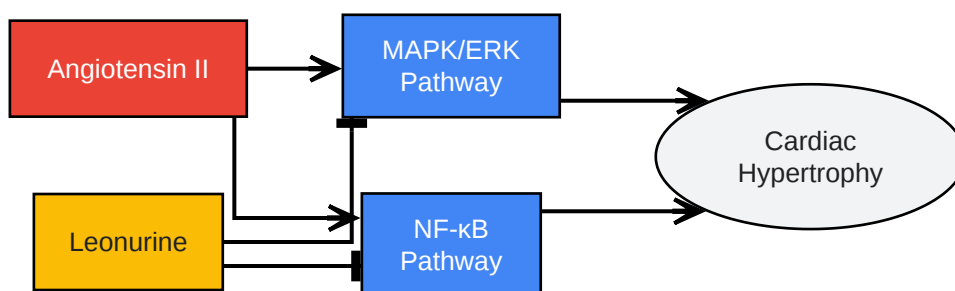 Angiotensin II
MAPK/ERK
Pathway
Cardiac
Hypertrophy
Leonurine
NF-κB
Pathway